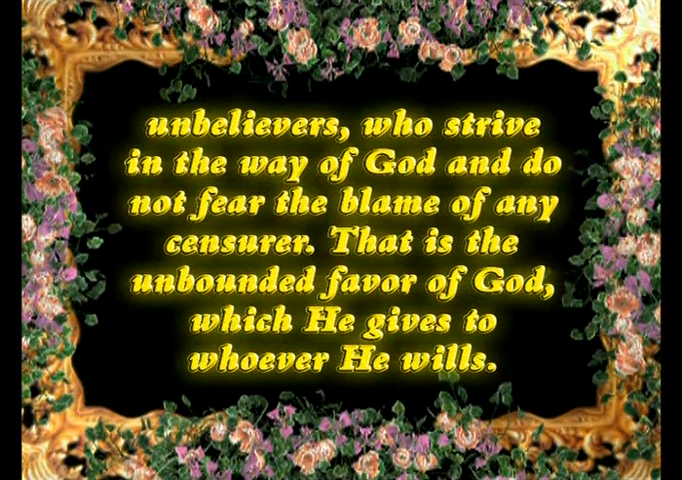 unbelievers, who strive
in the way of God and do
not fear the blame of any
censurer. That is the
unbounded favor of God,
which He gives to
whoever He wills.